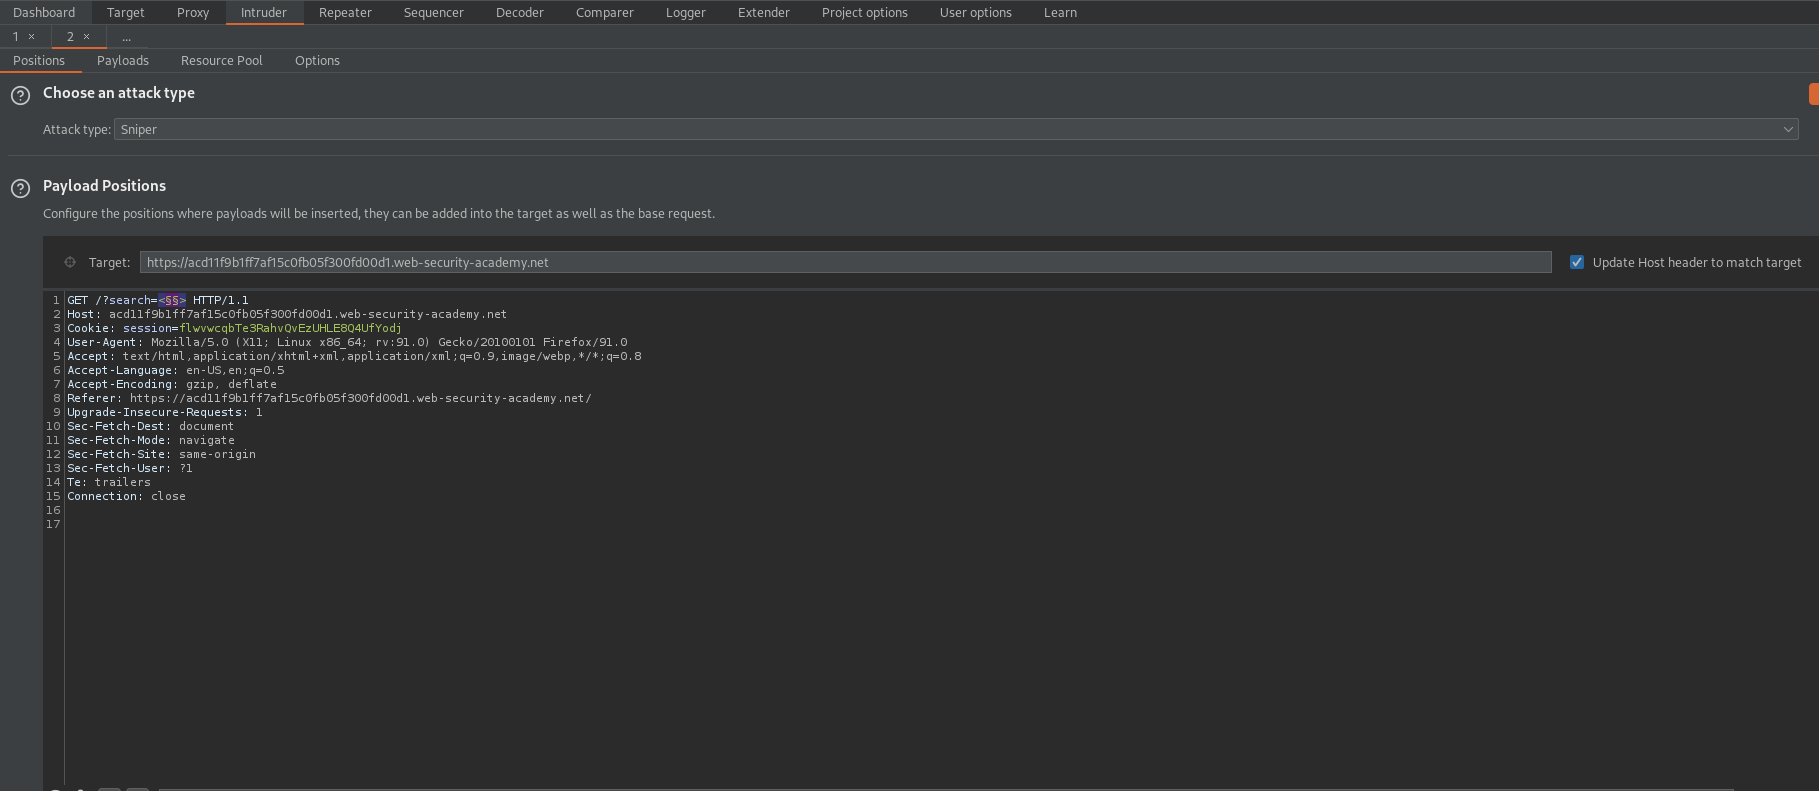 Dashboard Target Proxy Intruder Repeater Sequencer Decoder Comparer Logger Extender Project options User options Learn
1 × 2 × ...
Positions Payloads Resource Pool Options
? Choose an attack type
Attack type: Sniper
? Payload Positions
Configure the positions where payloads will be inserted, they can be added into the target as well as the base request.
Target: https://acd11f9b1ff7af15c0fb05f300fd00d1.web-security-academy.net Update Host header to match target
1 GET /?search=<§§> HTTP/1.1
2 Host: acd11f9b1ff7af15c0fb05f300fd00d1.web-security-academy.net
3 Cookie: session=flwvwcqbTe3RahvQvEzUHLE8Q4UfYodj
4 User-Agent: Mozilla/5.0 (X11; Linux x86_64; rv:91.0) Gecko/20100101 Firefox/91.0
5 Accept: text/html,application/xhtml+xml,application/xml;q=0.9,image/webp,*/*;q=0.8
6 Accept-Language: en-US,en;q=0.5
7 Accept-Encoding: gzip, deflate
8 Referer: https://acd11f9b1ff7af15c0fb05f300fd00d1.web-security-academy.net/
9 Upgrade-Insecure-Requests: 1
10 Sec-Fetch-Dest: document
11 Sec-Fetch-Mode: navigate
12 Sec-Fetch-Site: same-origin
13 Sec-Fetch-User: ?1
14 Te: trailers
15 Connection: close
16
17